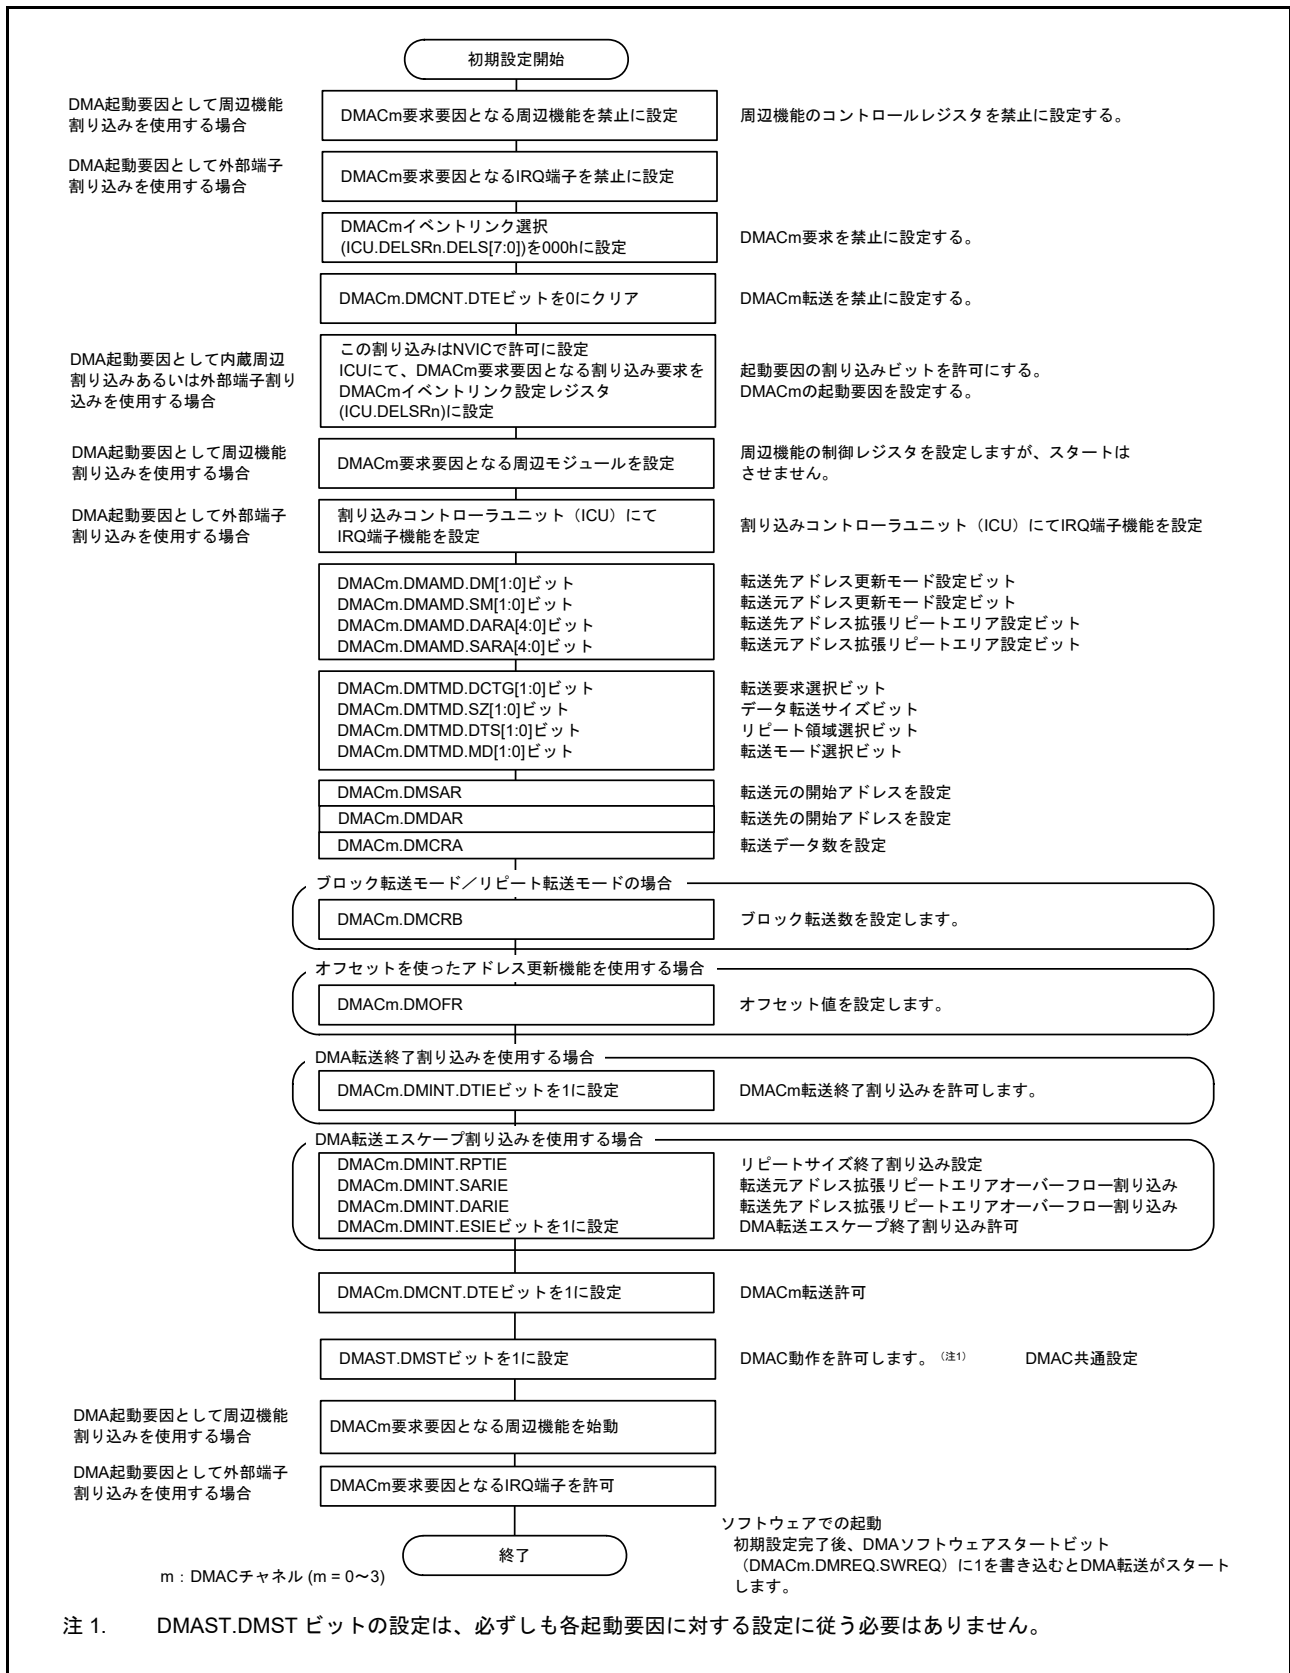 初期設定開始
DMA起動要因として周辺機能
割り込みを使用する場合
DMACm要求要因となる周辺機能を禁止に設定
周辺機能のコントロールレジスタを禁止に設定する。
DMA起動要因として外部端子
割り込みを使用する場合
DMACm要求要因となるIRQ端子を禁止に設定
DMACmイベントリンク選択
(ICU.DELSRn.DELS[7:0])を000hに設定
DMACm要求を禁止に設定する。
DMACm.DMCNT.DTEビットを0にクリア
DMACm転送を禁止に設定する。
DMA起動要因として内蔵周辺
割り込みあるいは外部端子割り
込みを使用する場合
この割り込みはNVICで許可に設定
ICUにて、DMACm要求要因となる割り込み要求を
DMACmイベントリンク設定レジスタ
(ICU.DELSRn)に設定
起動要因の割り込みビットを許可にする。
DMACmの起動要因を設定する。
DMA起動要因として周辺機能
割り込みを使用する場合
DMACm要求要因となる周辺モジュールを設定
周辺機能の制御レジスタを設定しますが、スタートは
させません。
DMA起動要因として外部端子
割り込みを使用する場合
割り込みコントローラユニット（ICU）にて
IRQ端子機能を設定
割り込みコントローラユニット（ICU）にてIRQ端子機能を設定
DMACm.DMAMD.DM[1:0]ビット
DMACm.DMAMD.SM[1:0]ビット
DMACm.DMAMD.DARA[4:0]ビット
DMACm.DMAMD.SARA[4:0]ビット
転送先アドレス更新モード設定ビット
転送元アドレス更新モード設定ビット
転送先アドレス拡張リピートエリア設定ビット
転送元アドレス拡張リピートエリア設定ビット
DMACm.DMTMD.DCTG[1:0]ビット
DMACm.DMTMD.SZ[1:0]ビット
DMACm.DMTMD.DTS[1:0]ビット
DMACm.DMTMD.MD[1:0]ビット
転送要求選択ビット
データ転送サイズビット
リピート領域選択ビット
転送モード選択ビット
DMACm.DMSAR
転送元の開始アドレスを設定
DMACm.DMDAR
転送先の開始アドレスを設定
DMACm.DMCRA
転送データ数を設定
ブロック転送モード／リピート転送モードの場合
DMACm.DMCRB
ブロック転送数を設定します。
オフセットを使ったアドレス更新機能を使用する場合
DMACm.DMOFR
オフセット値を設定します。
DMA転送終了割り込みを使用する場合
DMACm.DMINT.DTIEビットを1に設定
DMACm転送終了割り込みを許可します。
DMA転送エスケープ割り込みを使用する場合
DMACm.DMINT.RPTIE
DMACm.DMINT.SARIE
DMACm.DMINT.DARIE
DMACm.DMINT.ESIEビットを1に設定
リピートサイズ終了割り込み設定
転送元アドレス拡張リピートエリアオーバーフロー割り込み
転送先アドレス拡張リピートエリアオーバーフロー割り込み
DMA転送エスケープ終了割り込み許可
DMACm.DMCNT.DTEビットを1に設定
DMACm転送許可
DMAST.DMSTビットを1に設定
DMAC動作を許可します。（注1） DMAC共通設定
DMA起動要因として周辺機能
割り込みを使用する場合
DMACm要求要因となる周辺機能を始動
DMA起動要因として外部端子
割り込みを使用する場合
DMACm要求要因となるIRQ端子を許可
終了
ソフトウェアでの起動
初期設定完了後、DMAソフトウェアスタートビット
（DMACm.DMREQ.SWREQ）に1を書き込むとDMA転送がスタート
します。
m：DMACチャネル (m = 0～3)
注 1. DMAST.DMST ビットの設定は、必ずしも各起動要因に対する設定に従う必要はありません。